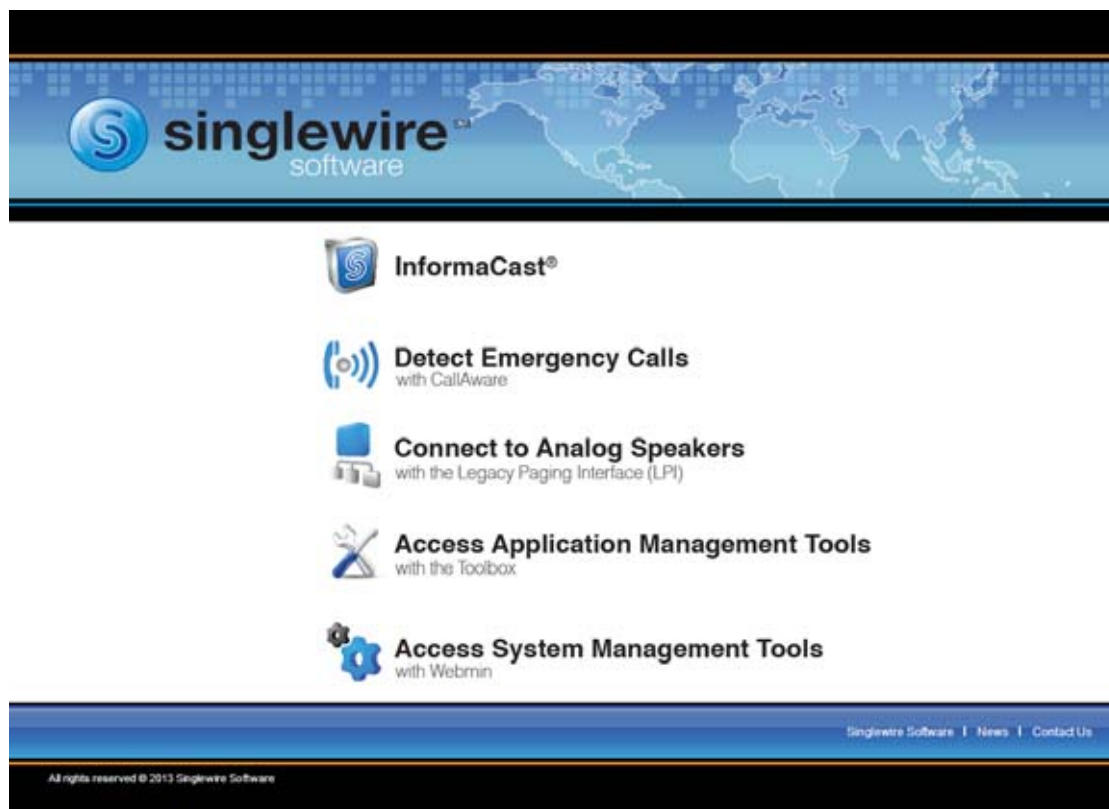 singlewire
software
InformaCast®
Detect Emergency Calls
with CallAware
Connect to Analog Speakers
with the Legacy Paging Interface (LPI)
Access Application Management Tools
with the Toolbox
Access System Management Tools
with Webmin
Singlewire Software | News | Contact Us
All rights reserved © 2013 Singlewire Software